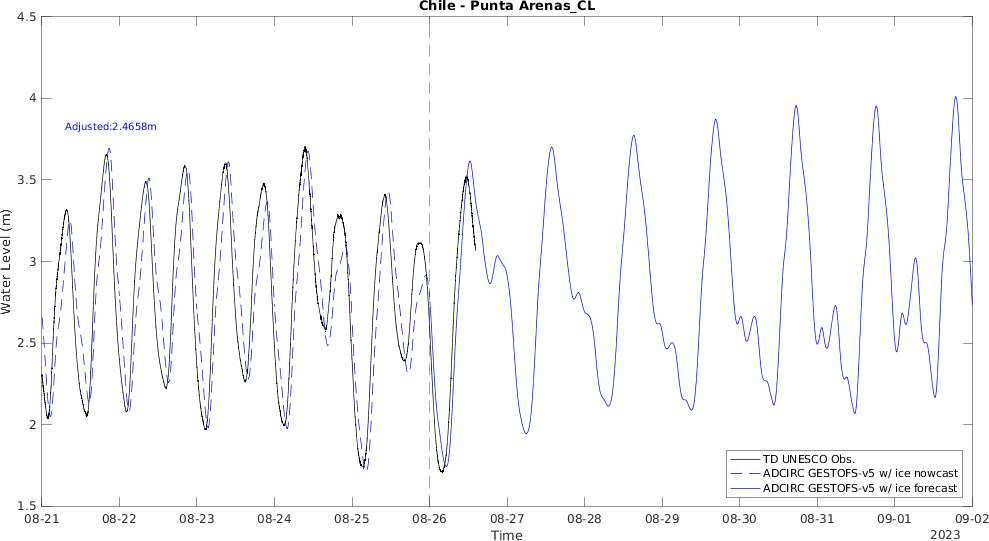 Chile - Punta Arenas_CL
4.5
4
3.5
3
2.5
2
1.5
Water Level (m)
Adjusted:2.4658m
TD UNESCO Obs.
ADCIRC GESTOFS-v5 w/ ice nowcast
ADCIRC GESTOFS-v5 w/ ice forecast
08-21 08-22 08-23 08-24 08-25 08-26 08-27 08-28 08-29 08-30 08-31 09-01 09-02
Time
2023